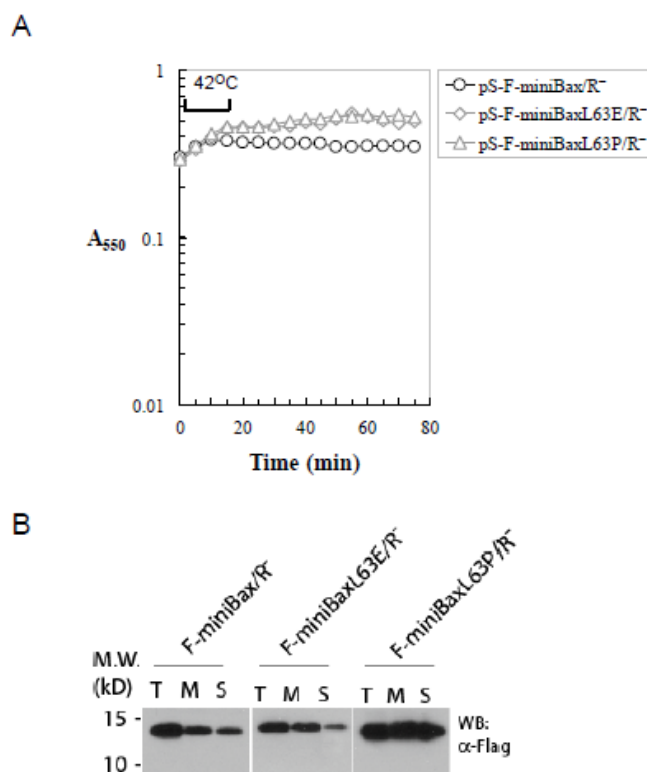 A
1
42°C
pS-F-miniBax/R⁻
pS-F-miniBaxL63E/R⁻
pS-F-miniBaxL63P/R⁻
A₅₅₀
0.1
0.01
0 20 40 60 80
Time (min)
B
F-miniBax/R⁻
F-miniBaxL63E/R⁻
F-miniBaxL63P/R⁻
M.W.
(kD) T M S T M S T M S
15 -
WB:
α-Flag
10 -